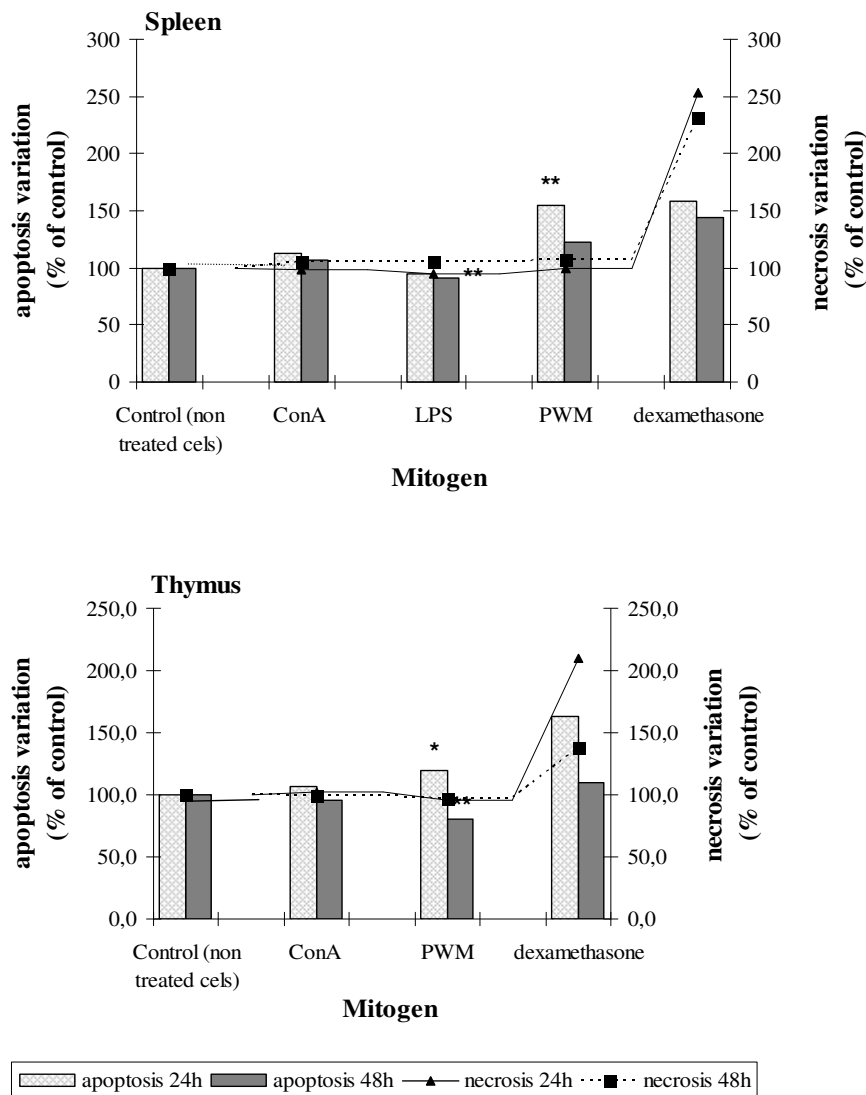 Spleen
300
250
200
150
100
50
0
apoptosis variation
(% of control)
300
250
200
150
100
50
0
necrosis variation
(% of control)
**
**
Control (non
treated cels)
ConA
LPS
PWM
dexamethasone
Mitogen
Thymus
250,0
200,0
150,0
100,0
50,0
0,0
apoptosis variation
(% of control)
250,0
200,0
150,0
100,0
50,0
0,0
necrosis variation
(% of control)
*
**
Control (non
treated cels)
ConA
PWM
dexamethasone
Mitogen
apoptosis 24h apoptosis 48h necrosis 24h necrosis 48h